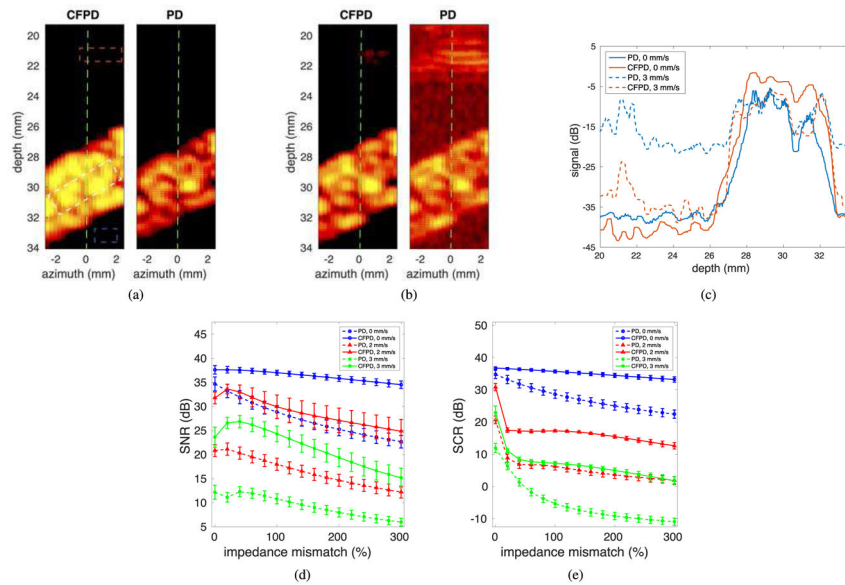 CFPD PD
CFPD PD
20
22
24
26
28
30
32
34
depth (mm)
-2 0 2 -2 0 2
azimuth (mm) azimuth (mm)
(a)
20
22
24
26
28
30
32
34
depth (mm)
-2 0 2 -2 0 2
azimuth (mm) azimuth (mm)
(b)
5
-5
-15
-25
-35
-45
signal (dB)
PD, 0 mm/s
CFPD, 0 mm/s
PD, 3 mm/s
CFPD, 3 mm/s
20 22 24 26 28 30 32
depth (mm)
(c)
45
40
35
30
25
20
15
10
5
SNR (dB)
PD, 0 mm/s
CFPD, 0 mm/s
PD, 2 mm/s
CFPD, 2 mm/s
PD, 3 mm/s
CFPD, 3 mm/s
0 100 200 300
impedance mismatch (%)
(d)
50
40
30
20
10
0
-10
SCR (dB)
PD, 0 mm/s
CFPD, 0 mm/s
PD, 2 mm/s
CFPD, 2 mm/s
PD, 3 mm/s
CFPD, 3 mm/s
0 100 200 300
impedance mismatch (%)
(e)